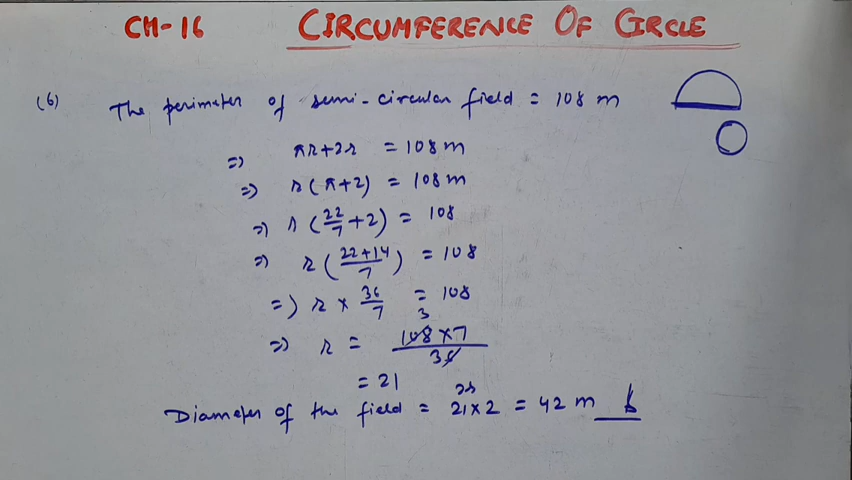 CH-16 CIRCUMFERENCE OF CIRCLE
(6) The perimeter of semi-circular field = 108 m
=> πr+2r = 108 m
=> r(π+2) = 108 m
=> r(22/7+2) = 108
=> r(22+14/7) = 108
=> r × 36/7 = 108
3
=> r = 108×7/36
= 21
2r
Diameter of the field = 21×2 = 42 m b